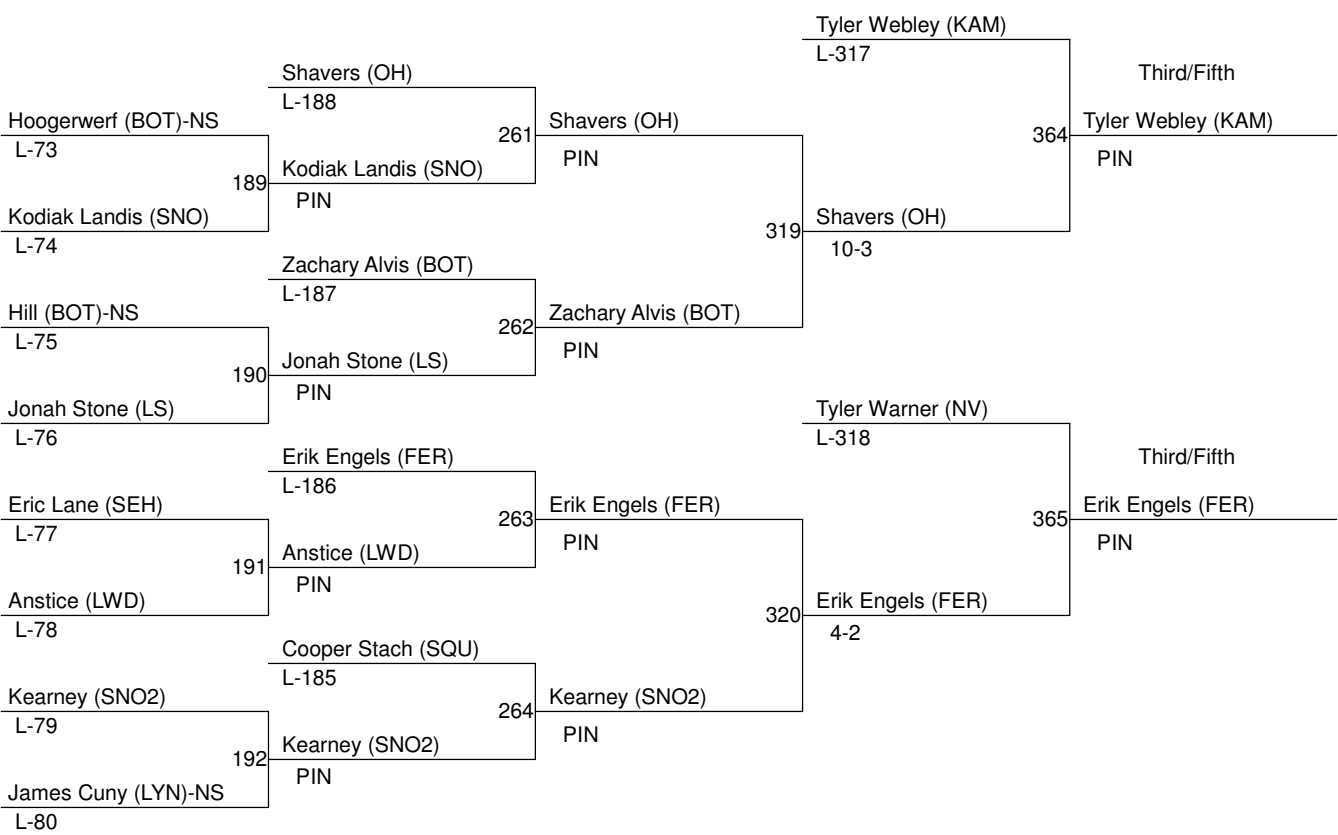 Tyler Webley (KAM)
L-317
Third/Fifth
Shavers (OH)
L-188
Hoogerwerf (BOT)-NS
L-73
261
Shavers (OH)
PIN
364
Tyler Webley (KAM)
PIN
189
Kodiak Landis (SNO)
PIN
Kodiak Landis (SNO)
L-74
319
Shavers (OH)
10-3
Zachary Alvis (BOT)
L-187
Hill (BOT)-NS
L-75
262
Zachary Alvis (BOT)
PIN
190
Jonah Stone (LS)
PIN
Jonah Stone (LS)
L-76
Tyler Warner (NV)
L-318
Third/Fifth
Erik Engels (FER)
L-186
Eric Lane (SEH)
L-77
263
Erik Engels (FER)
PIN
365
Erik Engels (FER)
PIN
191
Anstice (LWD)
PIN
Anstice (LWD)
L-78
320
Erik Engels (FER)
4-2
Cooper Stach (SQU)
L-185
Kearney (SNO2)
L-79
264
Kearney (SNO2)
PIN
192
Kearney (SNO2)
PIN
James Cuny (LYN)-NS
L-80